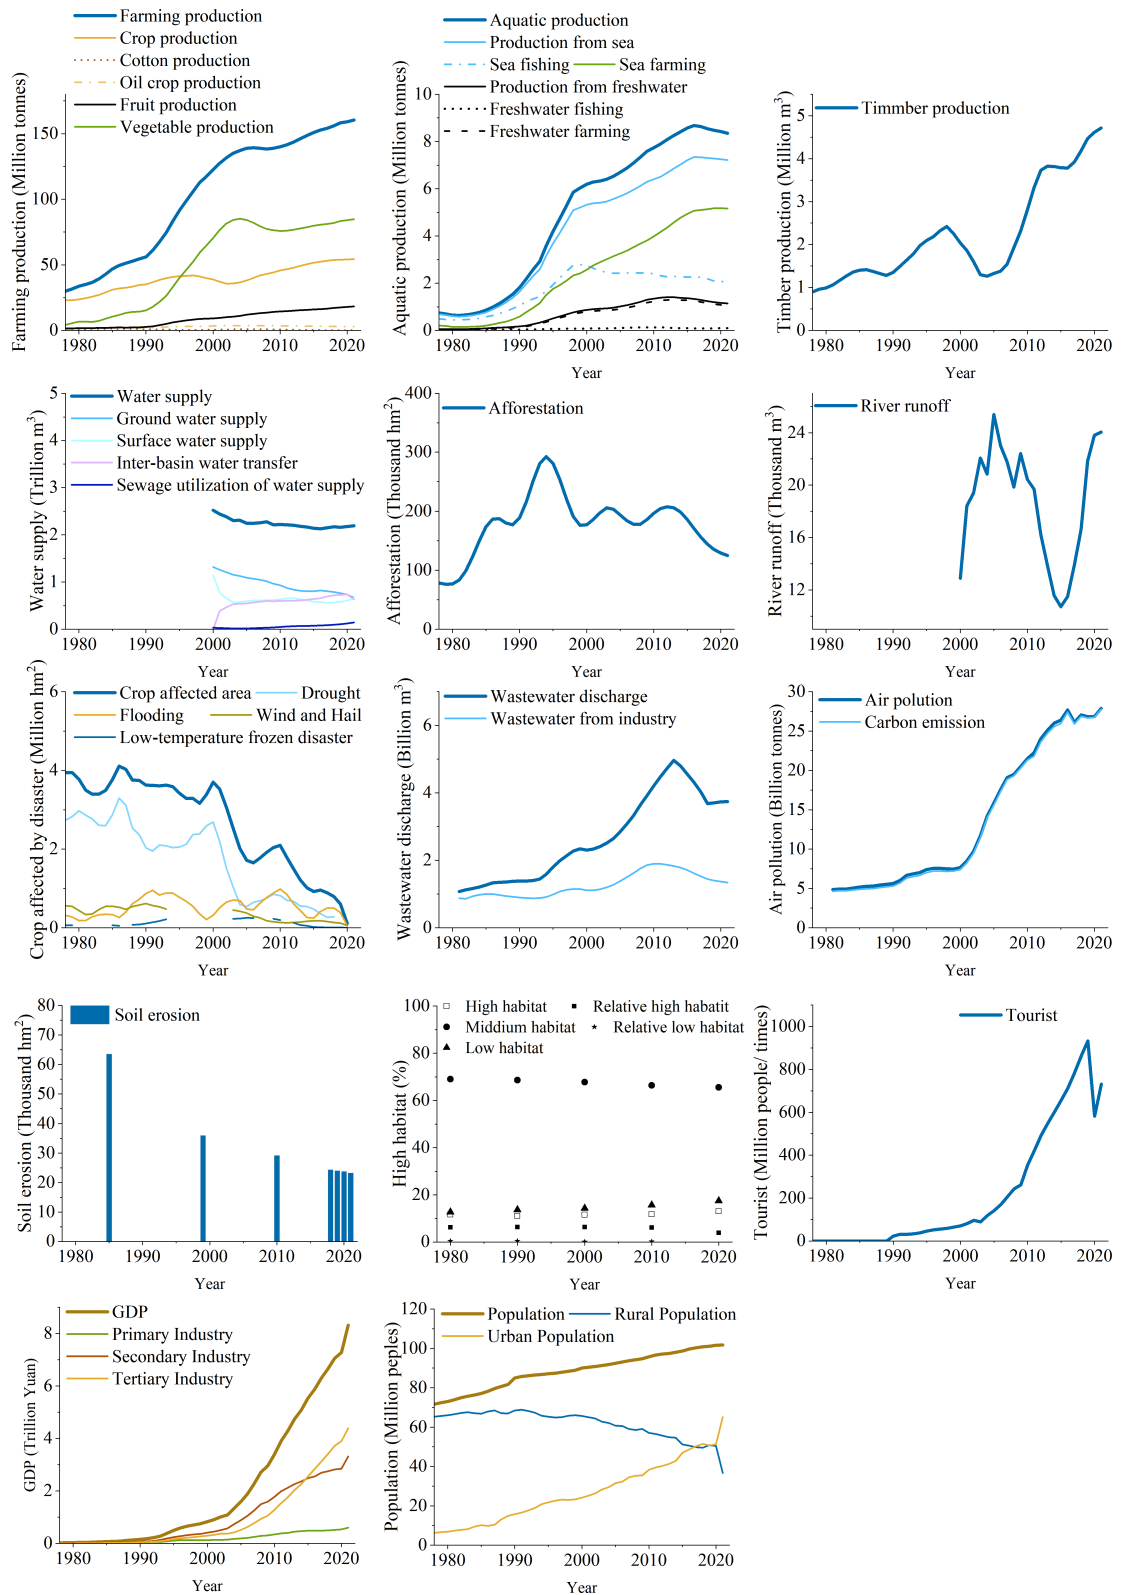 Farming production
Crop production
Cotton production
Oil crop production
Fruit production
Vegetable production
Farming production (Million tonnes)
150
100
50
0
1980 1990 2000 2010 2020
Aquatic production
Production from sea
Sea fishing Sea farming
Production from freshwater
Freshwater fishing
Freshwater farming
Aquatic production (Million tonnes)
10
8
6
4
2
0
1980 1990 2000 2010 2020
Year
Timmber production
Timber production (Million m3)
5
4
3
2
1
0
1980 1990 2000 2010 2020
Year
Water supply
Ground water supply
Surface water supply
Inter-basin water transfer
Sewage utilization of water supply
Water supply (Trillion m3)
5
4
3
2
1
0
1980 1990 2000 2010 2020
Year
Afforestation
Afforestation (Thousand hm2)
400
300
200
100
0
1980 1990 2000 2010 2020
Year
River runoff
River runoff (Thousand m3)
24
20
16
12
1980 1990 2000 2010 2020
Year
Crop affected area Drought
Flooding Wind and Hail
Low-temperature frozen disaster
Crop affected by disaster (Million hm2)
6
4
2
0
1980 1990 2000 2010 2020
Year
Wastewater discharge
Wastewater from industry
Wastewater discharge (Billion m3)
6
4
2
0
1980 1990 2000 2010 2020
Year
Air polution
Carbon emission
Air pollution (Billion tonnes)
30
25
20
15
10
5
0
1980 1990 2000 2010 2020
Year
Soil erosion
Soil erosion (Thousand hm2)
80
70
60
50
40
30
20
10
0
1980 1990 2000 2010 2020
Year
High habitat Relative high habatit
Middium habitat Relative low habitat
Low habitat
High habitat (%)
100
80
60
40
20
0
1980 1990 2000 2010 2020
Year
Tourist
Tourist (Million people/ times)
1000
800
600
400
200
0
1980 1990 2000 2010 2020
Year
GDP
Primary Industry
Secondary Industry
Tertiary Industry
GDP (Trillion Yuan)
8
6
4
2
0
1980 1990 2000 2010 2020
Year
Population Rural Population
Urban Population
Population (Million peples)
120
100
80
60
40
20
0
1980 1990 2000 2010 2020
Year